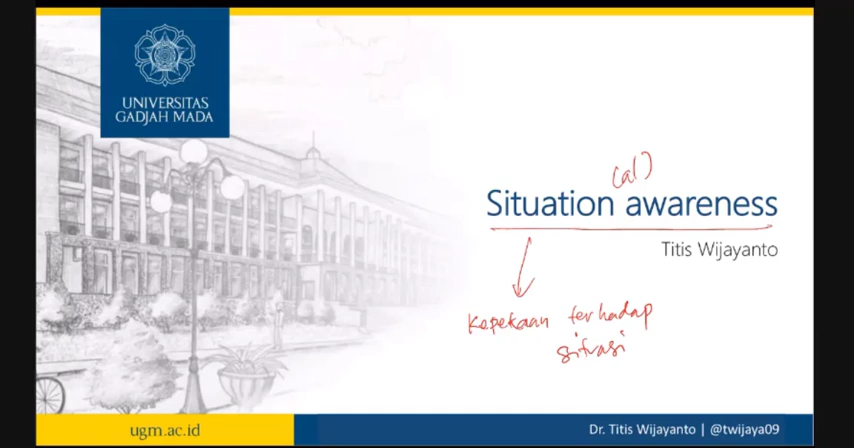 UNIVERSITAS
GADJAH MADA
(al)
Situation awareness
Titis Wijayanto
kepekaan terhadap
situasi
ugm.ac.id
Dr. Titis Wijayanto | @twijaya09